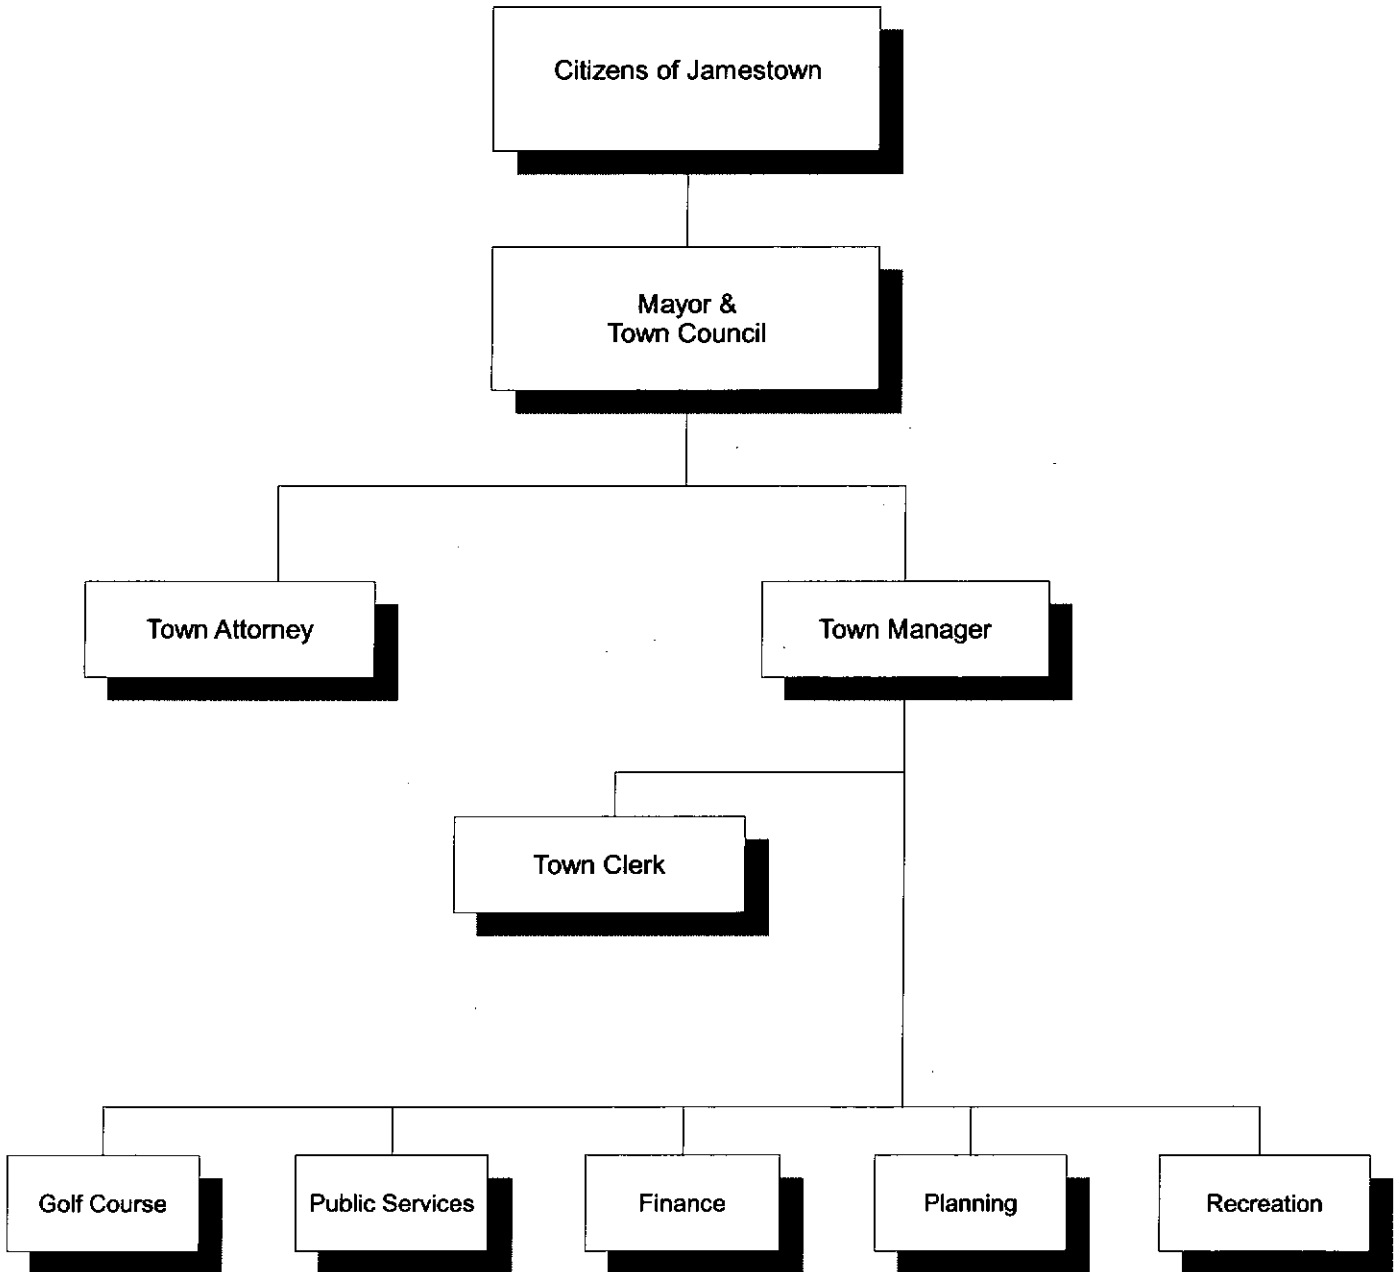 Citizens of Jamestown
Mayor &
Town Council
Town Attorney
Town Manager
Town Clerk
Golf Course
Public Services
Finance
Planning
Recreation